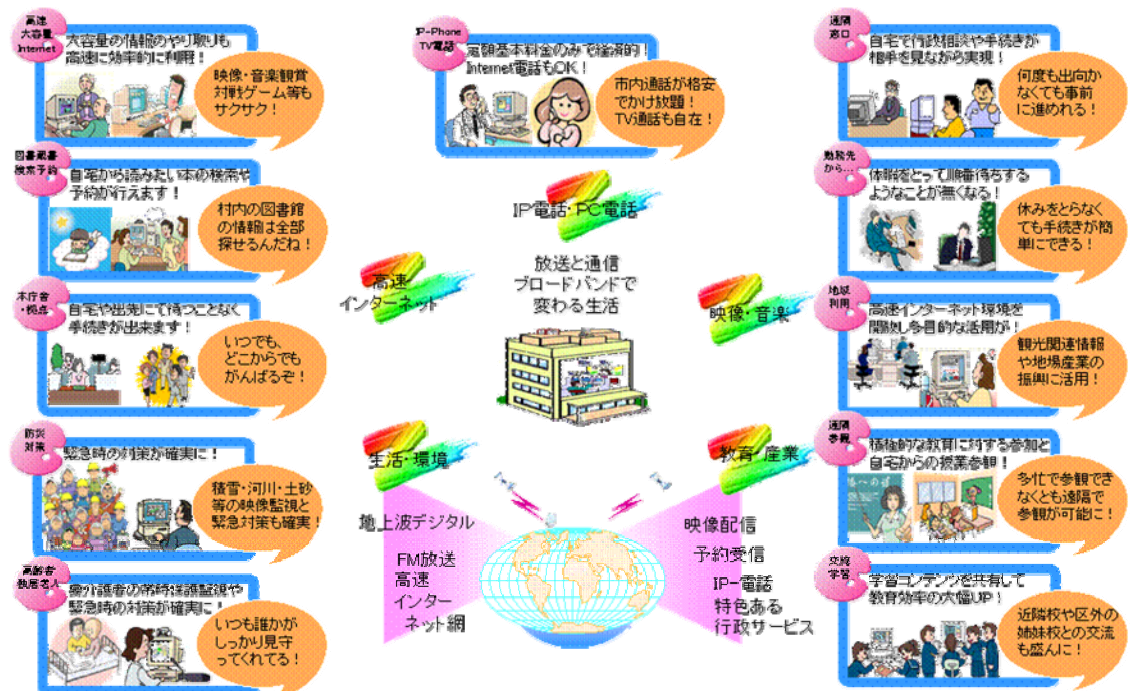 高速
大容量
Internet
大容量の情報のやり取りも
高速に効率的に利用！
映像・音楽観賞
対戦ゲーム等も
サクサク！
図書蔵書
検索予約
自宅から読みたい本の検索や
予約が行えます！
村内の図書館
の情報は全部
探せるんだね！
本庁舎
・拠点
自宅や出先にて待つことなく
手続きが出来ます！
いつでも、
どこからでも
がんばるぞ！
防災
対策
緊急時の対策が確実に！
積雪・河川・土砂
等の映像監視と
緊急対策も確実！
高齢者
独居老人
要介護者の常時保護監視や
緊急時の対策が確実に！
いつも誰かが
しっかり見守
ってくれてる！
IP-Phone
TV電話
定額基本料金のみで経済的！
Internet電話もOK！
市内通話が格安
でかけ放題！
TV通話も自在！
IP電話・PC電話
高速
インターネット
放送と通信
ブロードバンドで
変わる生活
映像・音楽
生活・環境
教育・産業
地上波デジタル
FM放送
高速
インター
ネット網
映像配信
予約受信
IP-電話
特色ある
行政サービス
遠隔
窓口
自宅で行政相談や手続きが
相手を見ながら実現！
何度も出向か
なくても事前
に進めれる！
勤務先
から…
休暇をとって順番待ちする
ようなことが無くなる！
休みをとらなく
ても手続きが簡
単にできる！
地域
利用
高速インターネット環境を
開放し多目的な活用が！
観光関連情報
や地場産業の
振興に活用！
遠隔
参観
積極的な教育に対する参加と
自宅からの授業参観！
多忙で参観でき
なくとも遠隔で
参観が可能に！
交流
学習
学習コンテンツを共有して
教育効率の大幅UP！
近隣校や区外の
姉妹校との交流
も盛んに！